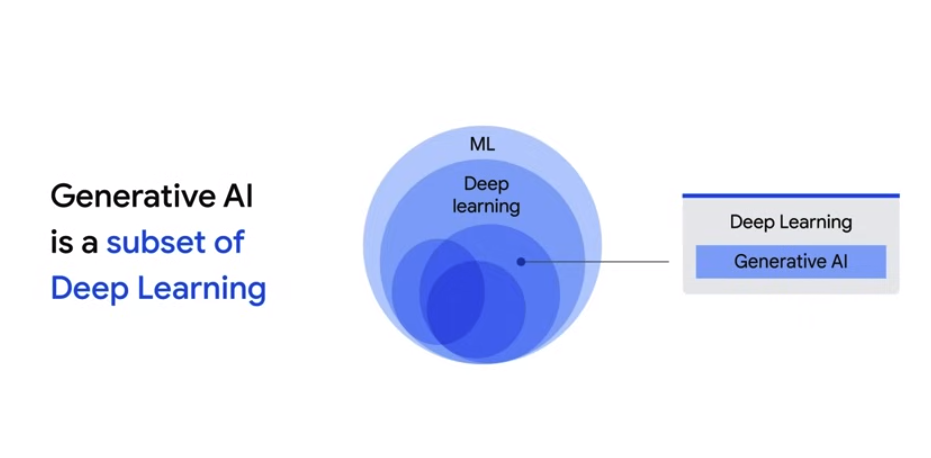 Generative AI
is a subset of
Deep Learning
ML
Deep
learning
Deep Learning
Generative AI